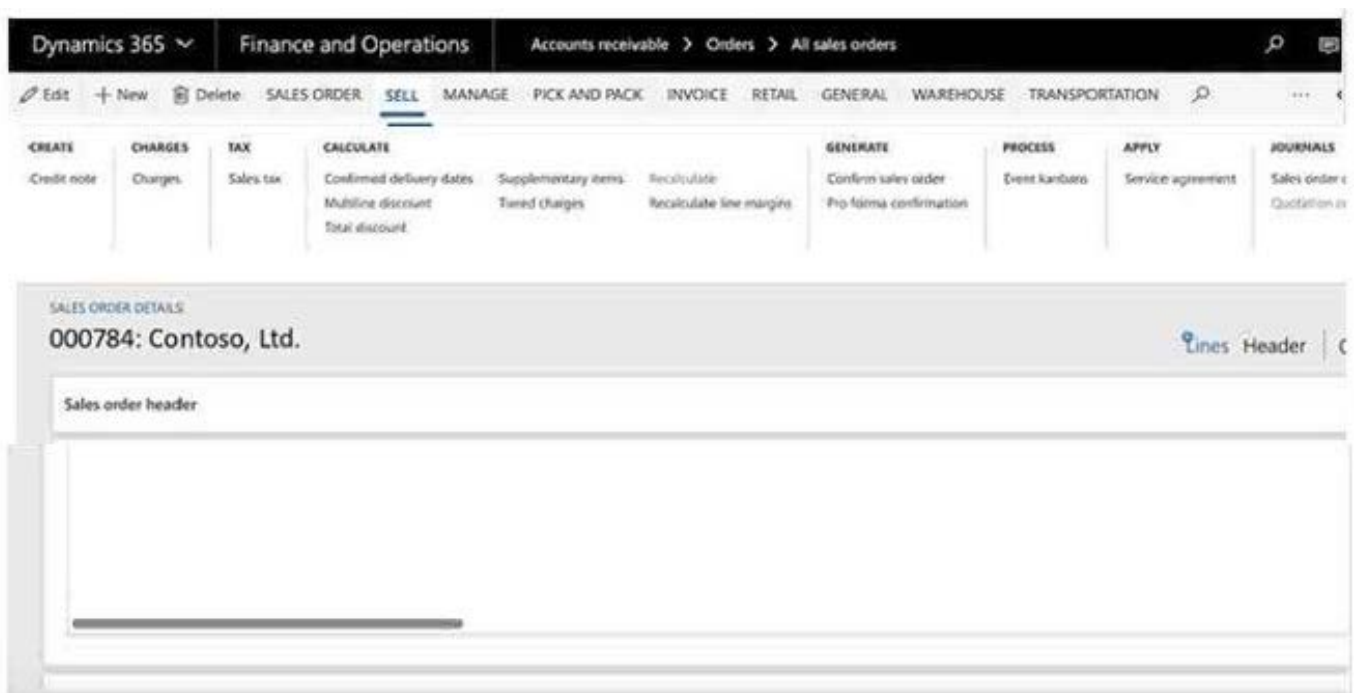 Dynamics 365 Finance and Operations Accounts receivable > Orders > All sales orders
Edit + New Delete SALES ORDER SELL MANAGE PICK AND PACK INVOICE RETAIL GENERAL WAREHOUSE TRANSPORTATION ...
CREATE CHARGES TAX CALCULATE GENERATE PROCESS APPLY JOURNALS
Credit note Charges Sales tax Confirmed delivery dates Supplementary items Recalculate Confirm sales order Event kanbans Service agreement Sales order
Multiline discount Tiered charges Recalculate line margins Pro forma confirmation Quotation
Total discount
SALES ORDER DETAILS
000784: Contoso, Ltd.
Lines Header
Sales order header